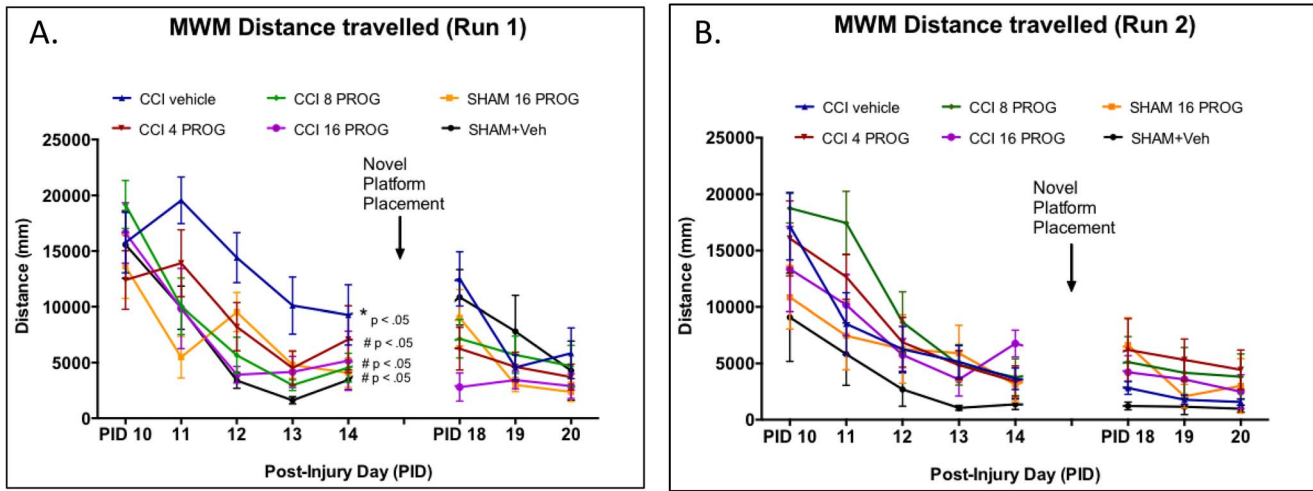 A.
MWM Distance travelled (Run 1)
CCI vehicle
CCI 8 PROG
SHAM 16 PROG
CCI 4 PROG
CCI 16 PROG
SHAM+Veh
25000
20000
15000
10000
5000
0
Distance (mm)
Novel
Platform
Placement
* p < .05
# p < .05
# p < .05
# p < .05
PID 10 11 12 13 14 PID 18 19 20
Post-Injury Day (PID)
B.
MWM Distance travelled (Run 2)
CCI vehicle
CCI 8 PROG
SHAM 16 PROG
CCI 4 PROG
CCI 16 PROG
SHAM+Veh
25000
20000
15000
10000
5000
0
Distance (mm)
Novel
Platform
Placement
PID 10 11 12 13 14 PID 18 19 20
Post-Injury Day (PID)